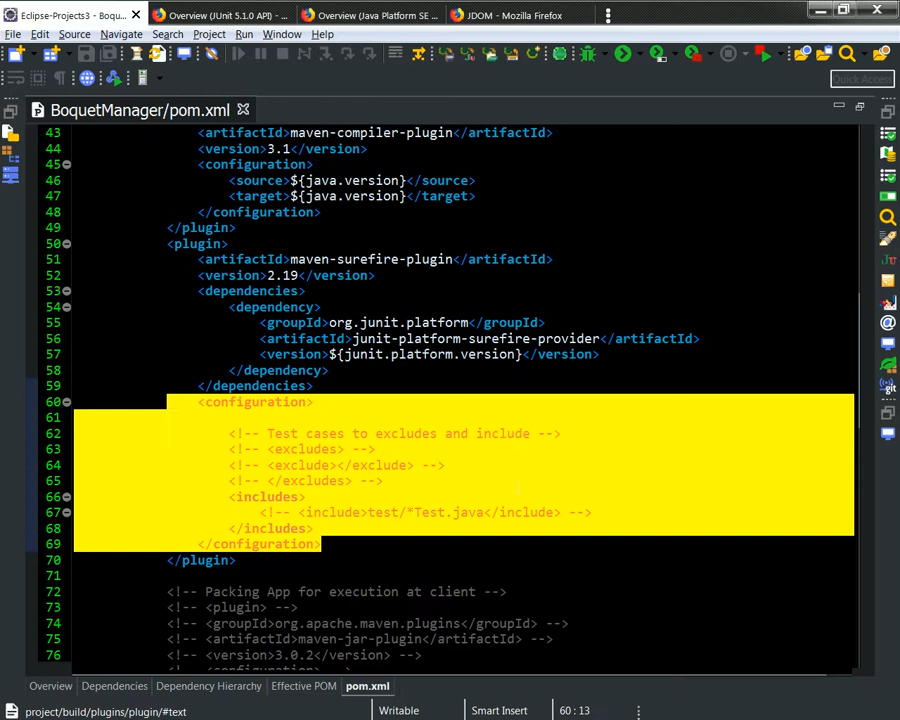 Eclipse-Projects3 - Boqu...
Overview (JUnit 5.1.0 API) - ...
Overview (Java Platform SE ...
JDOM - Mozilla Firefox
File Edit Source Navigate Search Project Run Window Help
Quick Access
BoquetManager/pom.xml
43 <artifactId>maven-compiler-plugin</artifactId>
44 <version>3.1</version>
45 <configuration>
46 <source>${java.version}</source>
47 <target>${java.version}</target>
48 </configuration>
49 </plugin>
50 <plugin>
51 <artifactId>maven-surefire-plugin</artifactId>
52 <version>2.19</version>
53 <dependencies>
54 <dependency>
55 <groupId>org.junit.platform</groupId>
56 <artifactId>junit-platform-surefire-provider</artifactId>
57 <version>${junit.platform.version}</version>
58 </dependency>
59 </dependencies>
60 <configuration>
61
62 <!-- Test cases to excludes and include -->
63 <!-- <excludes> -->
64 <!-- <exclude></exclude> -->
65 <!-- </excludes> -->
66 <includes>
67 <!-- <include>test/*Test.java</include> -->
68 </includes>
69 </configuration>
70 </plugin>
71
72 <!-- Packing App for execution at client -->
73 <!-- <plugin> -->
74 <!-- <groupId>org.apache.maven.plugins</groupId> -->
75 <!-- <artifactId>maven-jar-plugin</artifactId> -->
76 <!-- <version>3.0.2</version> -->
Overview Dependencies Dependency Hierarchy Effective POM pom.xml
project/build/plugins/plugin/#text
Writable
Smart Insert
60 : 13